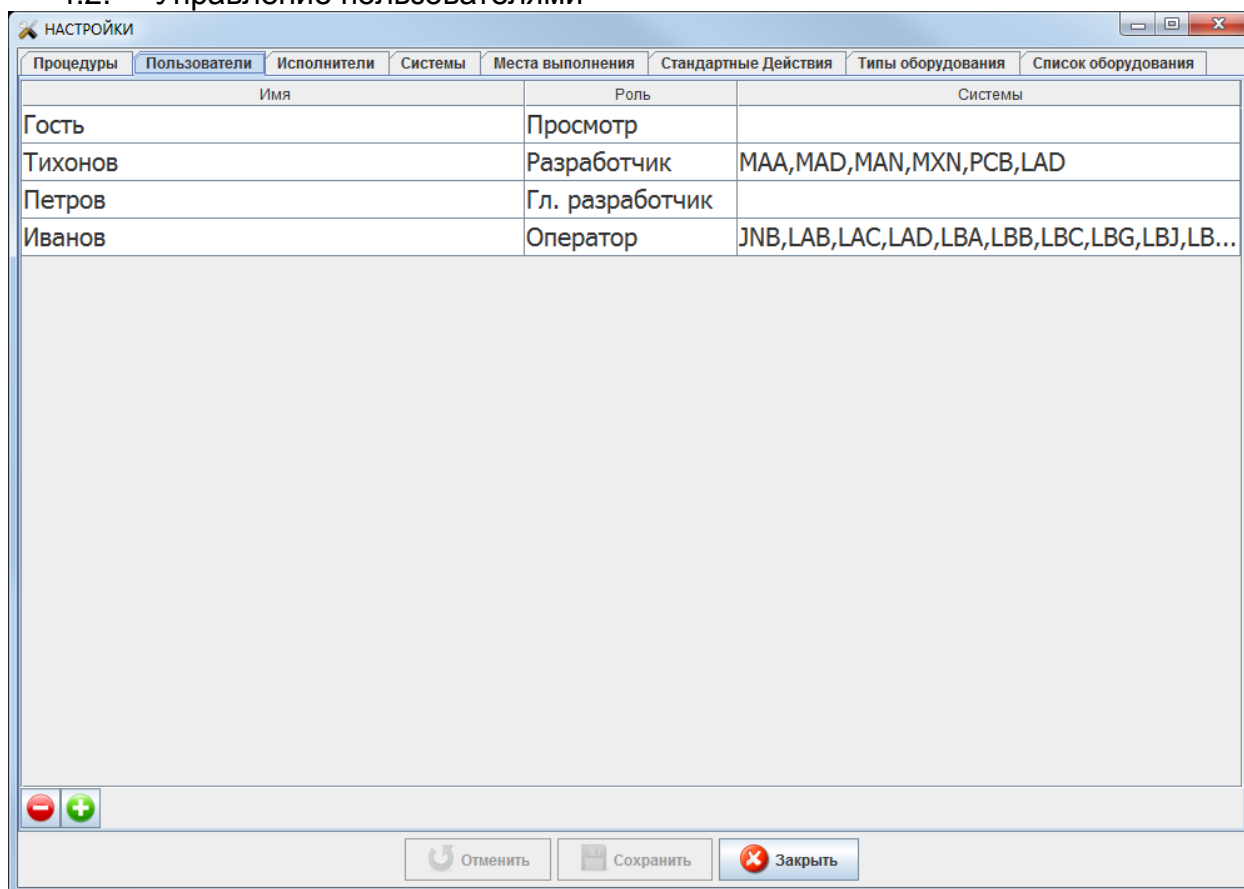 Управление пользователями
НАСТРОЙКИ
Процедуры Пользователи Исполнители Системы Места выполнения Стандартные Действия Типы оборудования Список оборудования
Имя Роль Системы
Гость Просмотр
Тихонов Разработчик MAA,MAD,MAN,MXN,PCB,LAD
Петров Гл. разработчик
Иванов Оператор JNB,LAB,LAC,LAD,LBA,LBB,LBC,LBG,LBJ,LB...
Отменить Сохранить Закрыть